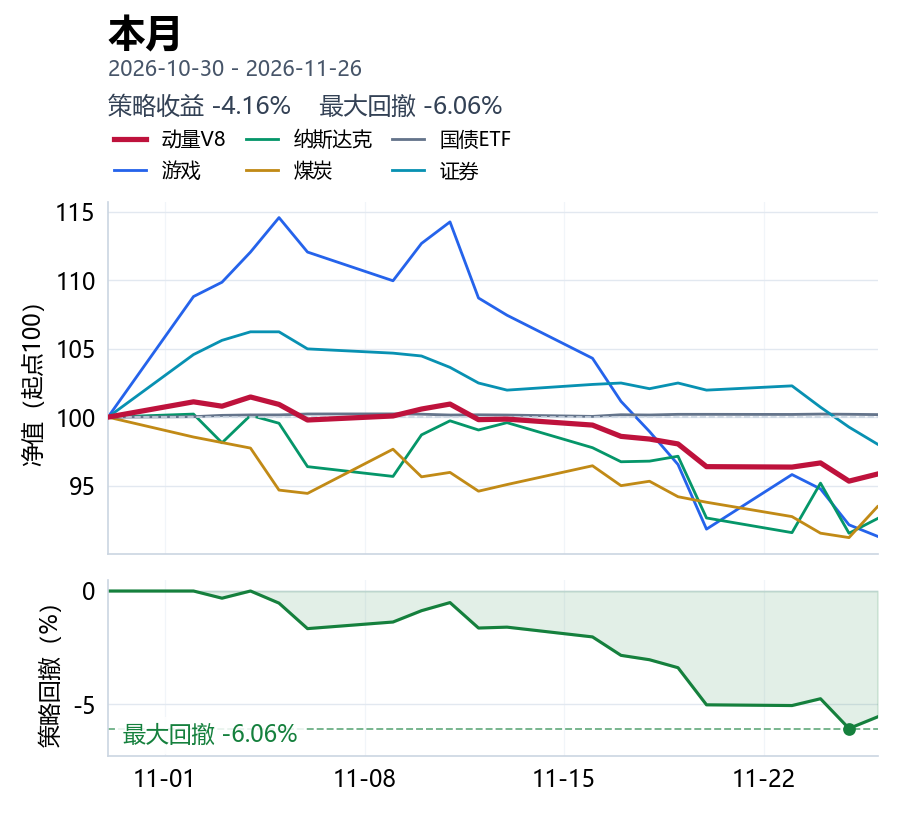 本月
2026-10-30 - 2026-11-26
策略收益 -4.16% 最大回撤 -6.06%
动量V8 纳斯达克 国债ETF
游戏 煤炭 证券
净值（起点100）
115
110
105
100
95
策略回撤（%）
0
-5
最大回撤 -6.06%
11-01 11-08 11-15 11-22